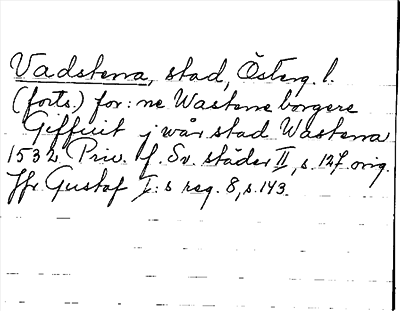 Vadstena, stad, Österg. l.
(forts.) for: ne Wastene borgere
Giffuit j wår stad Wastena
1532 Priv. f. Sv. städer II, s. 127 orig.
Jfr Gustaf I: s reg. 8, s. 143.